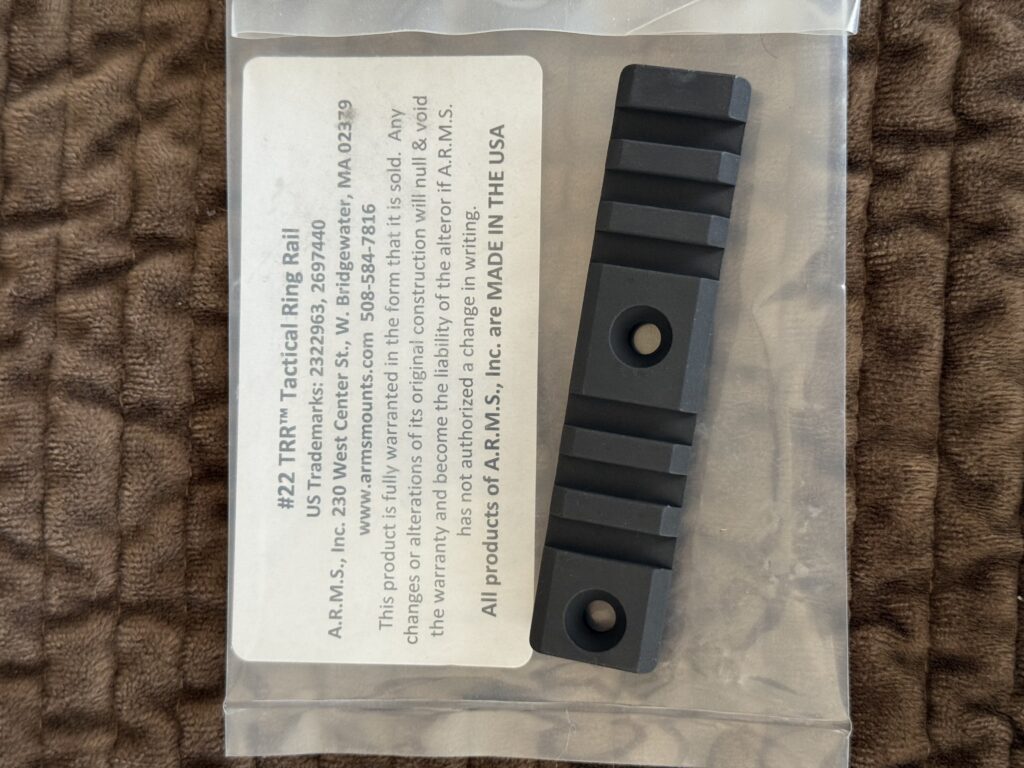 #22 TRR™ Tactical Ring Rail
US Trademarks: 2322963, 2697440
A.R.M.S., Inc. 230 West Center St., W. Bridgewater, MA 02379
www.armsmounts.com 508-584-7816
This product is fully warranted in the form that it is sold. Any
changes or alterations of its original construction will null & void
the warranty and become the liability of the alteror if A.R.M.S.
has not authorized a change in writing.
All products of A.R.M.S., Inc. are MADE IN THE USA